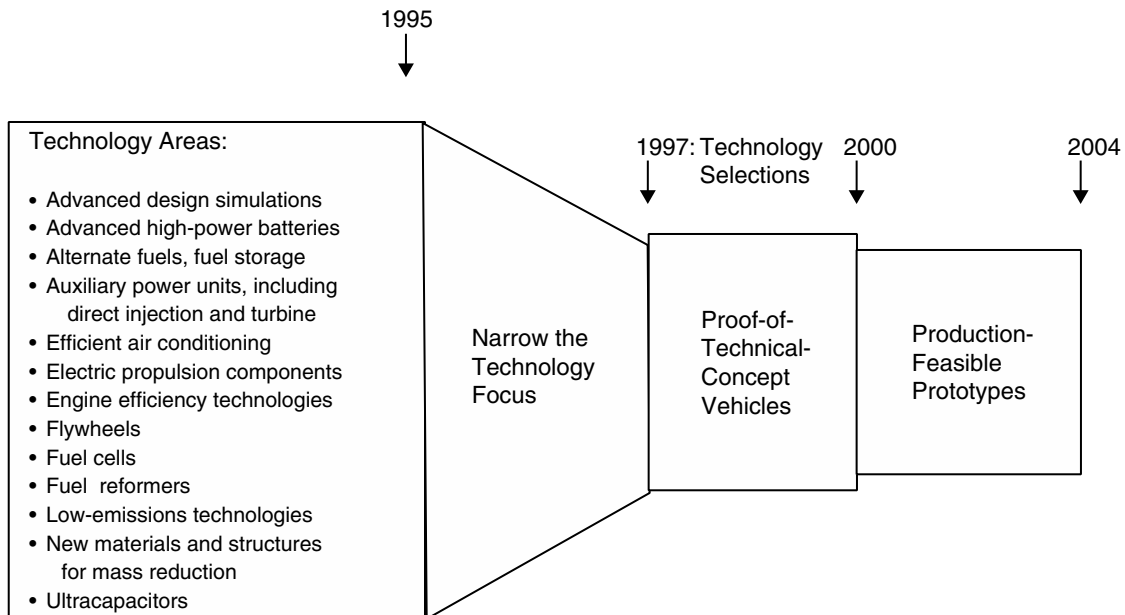 1995
1997: Technology
Selections
2000
2004
Technology Areas:
• Advanced design simulations
• Advanced high-power batteries
• Alternate fuels, fuel storage
• Auxiliary power units, including
direct injection and turbine
• Efficient air conditioning
• Electric propulsion components
• Engine efficiency technologies
• Flywheels
• Fuel cells
• Fuel reformers
• Low-emissions technologies
• New materials and structures
for mass reduction
• Ultracapacitors
Narrow the
Technology
Focus
Proof-of-
Technical-
Concept
Vehicles
Production-
Feasible
Prototypes